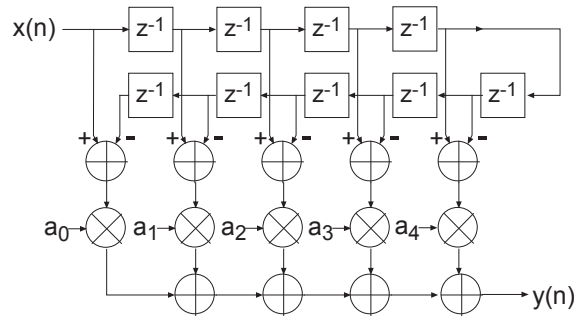 x(n) z⁻¹ z⁻¹ z⁻¹ z⁻¹
z⁻¹ z⁻¹ z⁻¹ z⁻¹ z⁻¹
+ - + - + - + - + -
a₀ a₁ a₂ a₃ a₄
y(n)